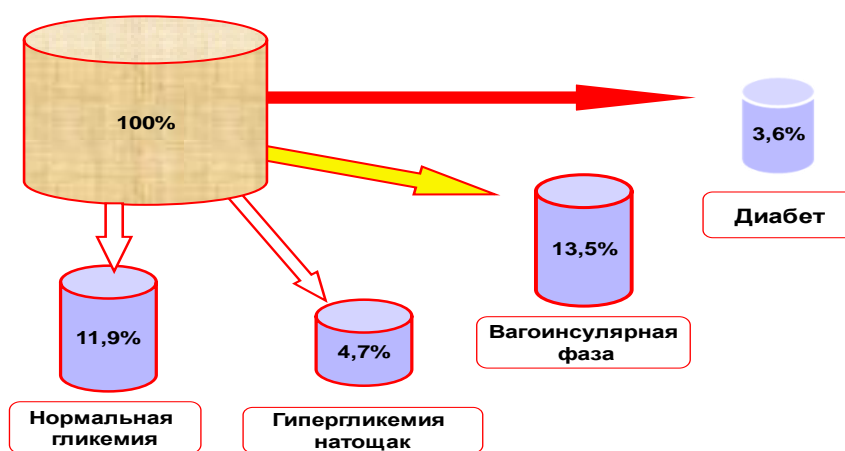 100%
3,6%
Диабет
13,5%
Вагоинсулярная
фаза
11,9%
4,7%
Нормальная
гликемия
Гипергликемия
натощак